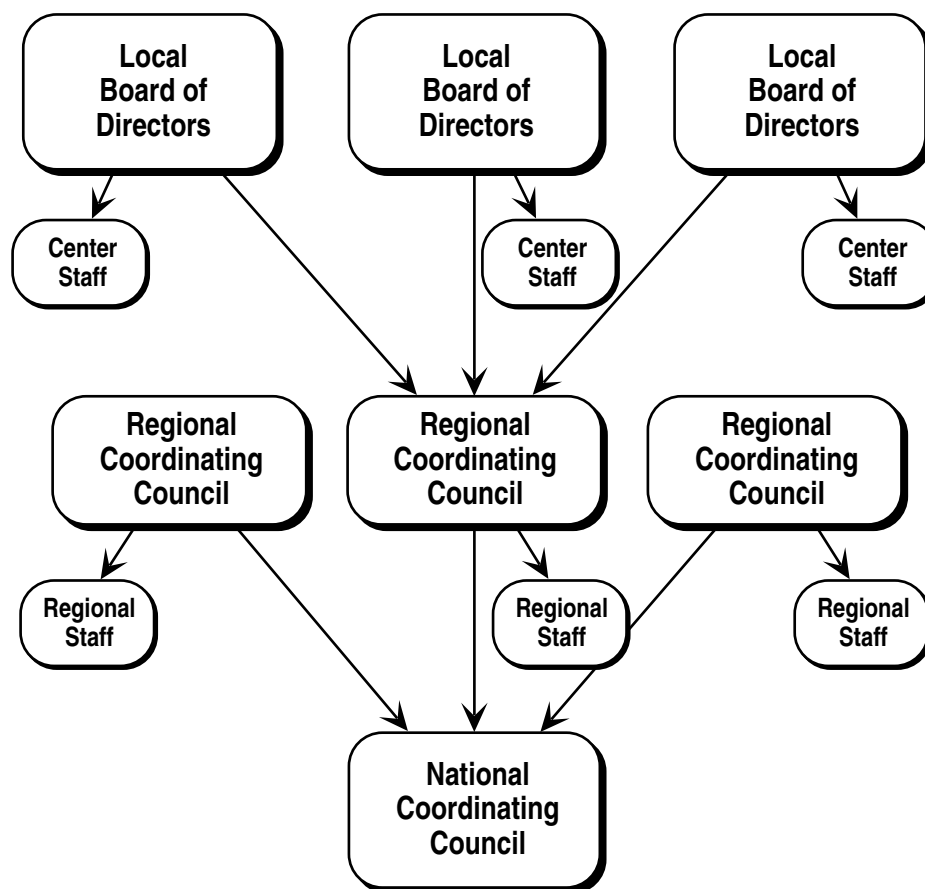 Local
Board of
Directors
Local
Board of
Directors
Local
Board of
Directors
Center
Staff
Center
Staff
Center
Staff
Regional
Coordinating
Council
Regional
Coordinating
Council
Regional
Coordinating
Council
Regional
Staff
Regional
Staff
Regional
Staff
National
Coordinating
Council